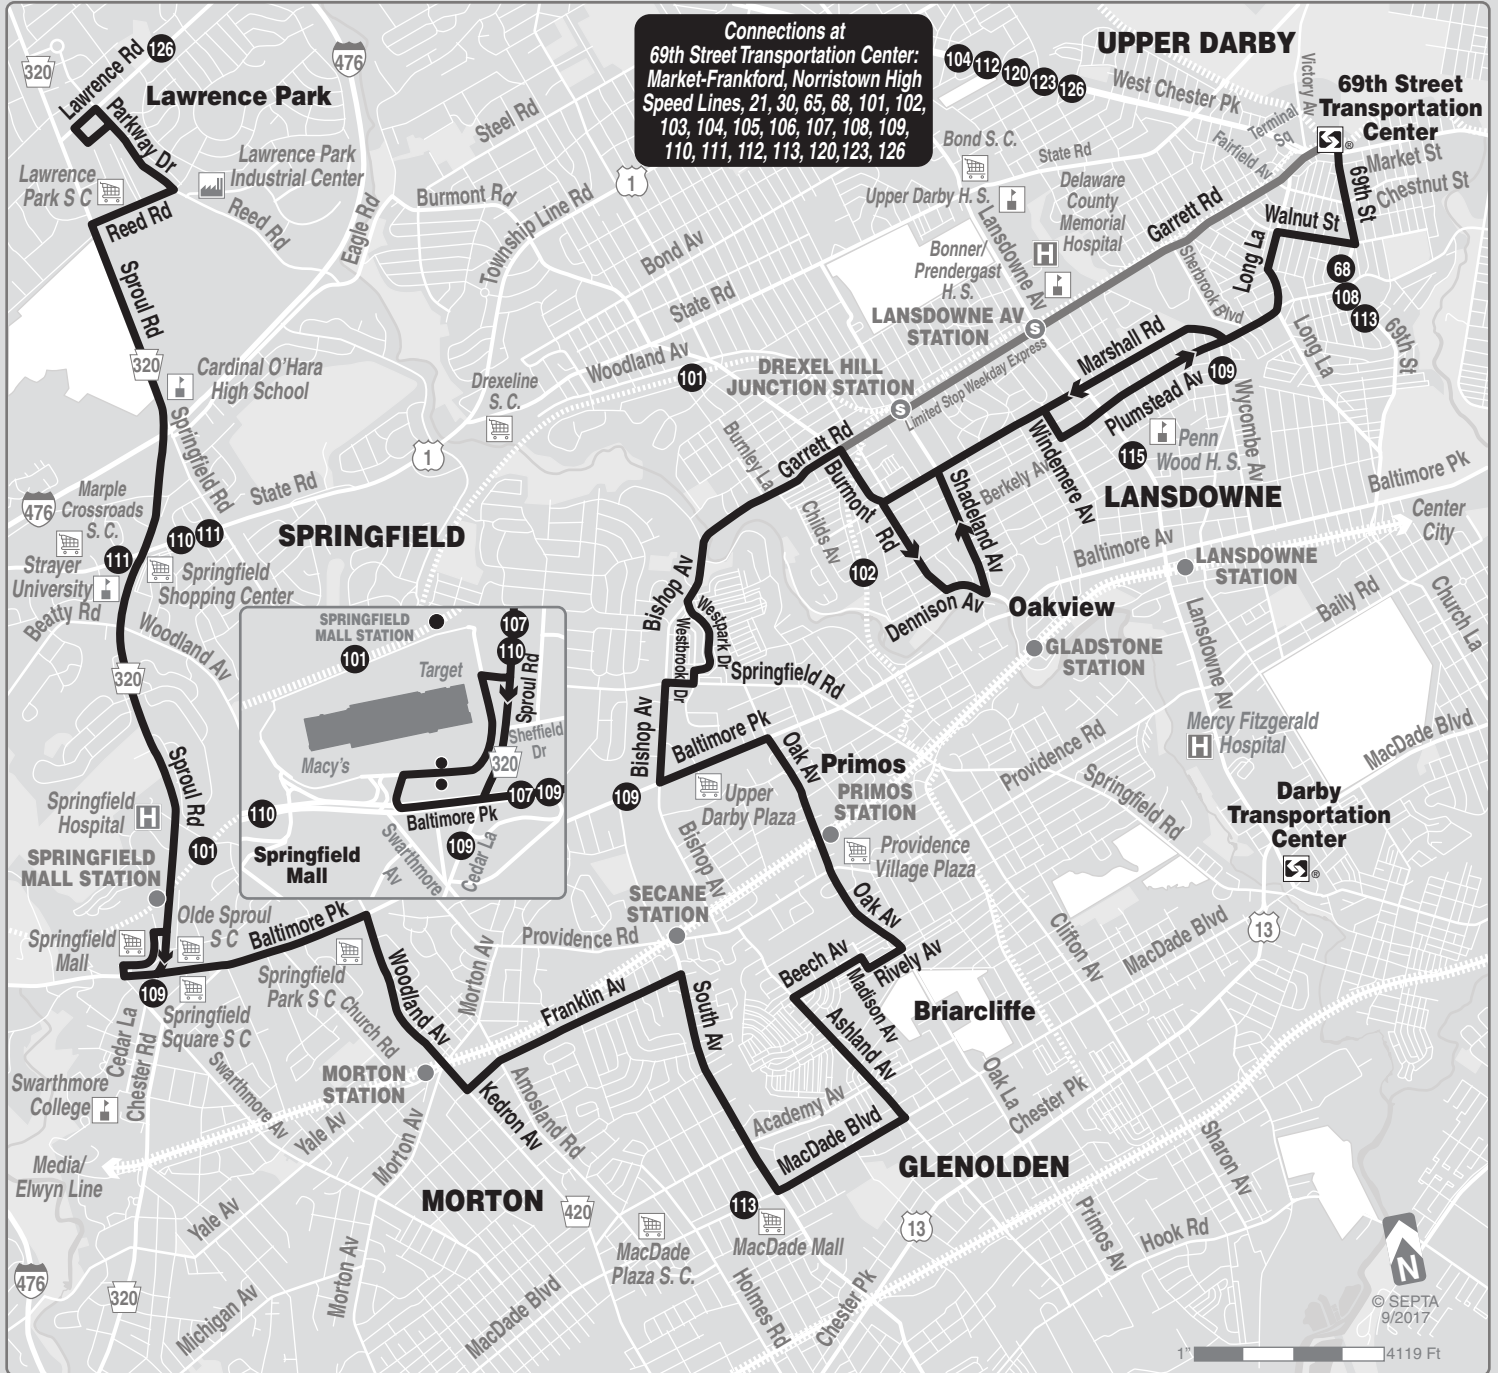 Connections at
69th Street Transportation Center:
Market-Frankford, Norristown High
Speed Lines, 21, 30, 65, 68, 101, 102,
103, 104, 105, 106, 107, 108, 109,
110, 111, 112, 113, 120,123, 126
320
Lawrence Rd
126
476
Lawrence Park
Parkway Dr
Steel Rd
Lawrence Park
Industrial Center
Lawrence
Park S C
Reed Rd
Reed Rd
Eagle Rd
Burmont Rd
Township Line Rd
1
Bond Av
State Rd
104
112
120
123
126
UPPER DARBY
West Chester Pk
Victory Av
69th Street
Transportation
Center
®
Terminal
Sq
Fairfield Av
Market St
Chestnut St
69th St
Walnut St
Long La
Bond S. C.
State Rd
Upper Darby H. S.
Lansdowne Av
Delaware
County
Memorial
Hospital
H
Bonner/
Prendergast
H. S.
Garrett Rd
Sherbrook Blvd
68
108
113
Long La
69th St
LANSDOWNE AV
STATION
S
Marshall Rd
Limited Stop Weekday Express
DREXEL HILL
JUNCTION STATION
S
Sproul Rd
320
Cardinal O'Hara
High School
Springfield Rd
Woodland Av
101
Drexeline
S. C.
1
State Rd
Burnley La
Garrett Rd
Burmont
Rd
Plumstead Av
109
Wycombe Av
115
Penn
Wood H. S.
Windemere Av
Berkely Av
Shadeland Av
LANSDOWNE
Baltimore Pk
Center
City
Marple
Crossroads
S. C.
476
110
111
SPRINGFIELD
Strayer
University
111
Springfield
Shopping Center
Beatty Rd
Woodland Av
320
Childs Av
102
Bishop Av
Westpark Dr
Westbrook Dr
Dennison Av
Oakview
Baltimore Av
LANSDOWNE
STATION
GLADSTONE
STATION
Lansdowne Av
Baily Rd
Church La
SPRINGFIELD
MALL STATION
101
107
110
Target
Sproul Rd
Sheffield
Dr
320
Macy's
107
109
110
Baltimore Pk
109
Swarthmore
Av
Cedar La
Springfield
Mall
Springfield Rd
Bishop Av
Baltimore Pk
Oak Av
109
Upper
Darby Plaza
Primos
PRIMOS
STATION
Providence
Village Plaza
Providence Rd
Springfield Rd
Mercy Fitzgerald
H
Hospital
MacDade Blvd
Darby
Transportation
Center
®
Sproul Rd
Springfield
Hospital
H
101
SPRINGFIELD
MALL STATION
Bishop Av
SECANE
STATION
Oak Av
Clifton Av
MacDade Blvd
13
Olde Sproul
S C
Springfield
Mall
Baltimore Pk
109
Springfield
Park S C
Springfield
Square S C
Woodland Av
Morton Av
Providence Rd
Church Rd
Franklin Av
South Av
Beech Av
Rively Av
Madison Av
Briarcliffe
Ashland Av
Cedar La
Chester Rd
Swarthmore
College
Swarthmore Av
MORTON
STATION
Kedron Av
Amosland Rd
Academy Av
MacDade Blvd
Oak La
Chester Pk
Yale Av
Morton Av
Media/
Elwyn Line
MORTON
GLENOLDEN
Sharon Av
Yale Av
420
113
MacDade Mall
13
Primos Av
Hook Rd
MacDade
Plaza S. C.
476
320
Michigan Av
Morton Av
MacDade Blvd
Holmes Rd
Chester Pk
N
© SEPTA
9/2017
1"
4119 Ft